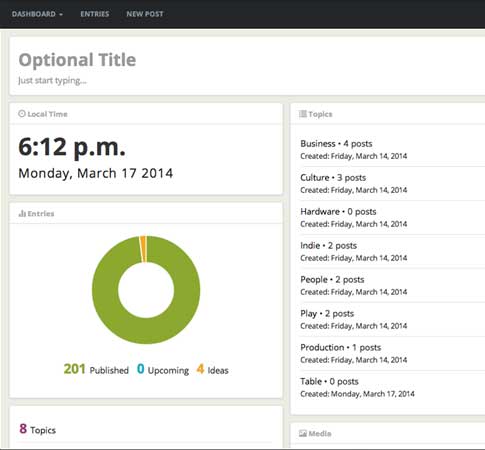 DASHBOARD ENTRIES NEW POST
Optional Title
Just start typing...
Local Time
6:12 p.m.
Monday, March 17 2014
Entries
201 Published 0 Upcoming 4 Ideas
8 Topics
Topics
Business • 4 posts
Created: Friday, March 14, 2014
Culture • 3 posts
Created: Friday, March 14, 2014
Hardware • 0 posts
Created: Friday, March 14, 2014
Indie • 2 posts
Created: Friday, March 14, 2014
People • 2 posts
Created: Friday, March 14, 2014
Play • 2 posts
Created: Friday, March 14, 2014
Production • 1 posts
Created: Friday, March 14, 2014
Table • 0 posts
Created: Monday, March 17, 2014
Media